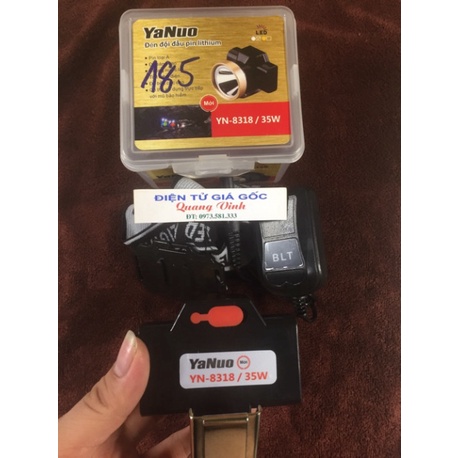 YaNuo
Đèn đội đầu pin lithium
LED
185
Mới
YN-8318 / 35W
ĐIỆN TỬ GIÁ GỐC
Quang Vinh
ĐT: 0973.581.333
BLT
YaNuo
YN-8318 / 35W